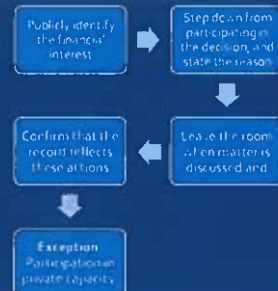 Publicly identify
the financial
interest
Step down from
participating in
the decision, and
state the reason
Leave the room
when matter is
discussed and
Confirm that the
record reflects
these actions
Exception
Participation in
private capacity